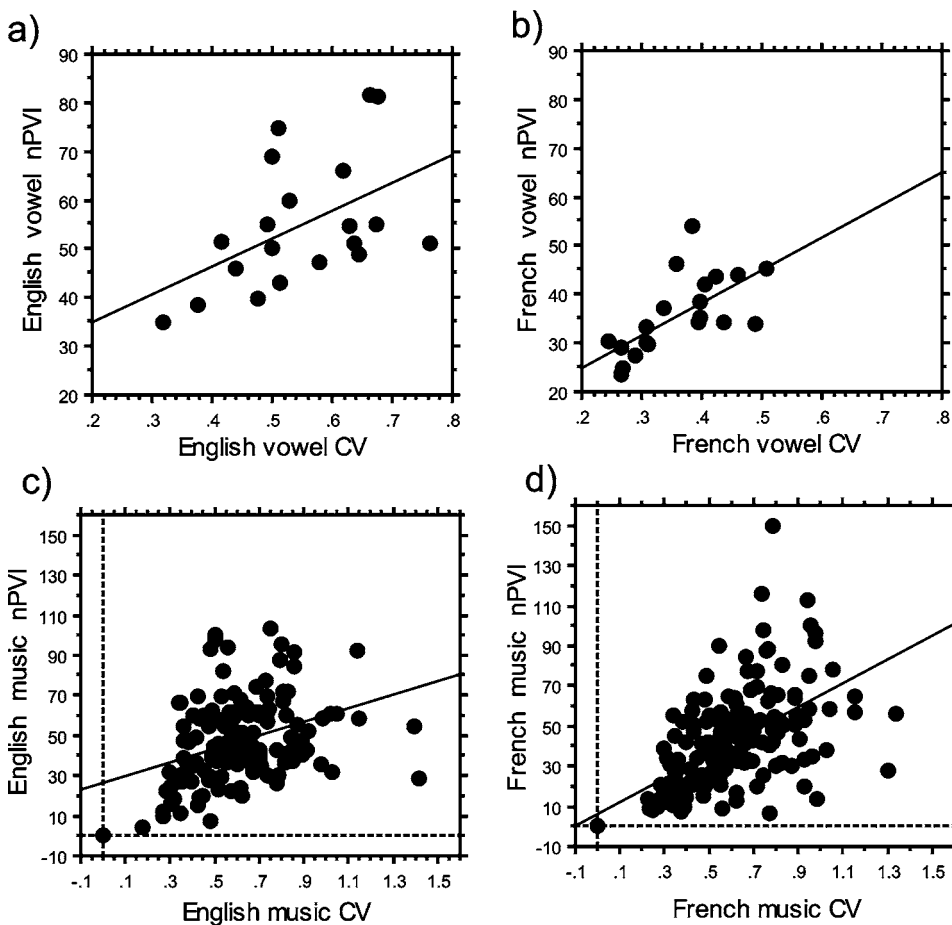 a)
90
80
70
60
50
40
30
20
English vowel nPVI
.2 .3 .4 .5 .6 .7 .8
English vowel CV
b)
90
80
70
60
50
40
30
20
French vowel nPVI
.2 .3 .4 .5 .6 .7 .8
French vowel CV
c)
150
130
110
90
70
50
30
10
-10
English music nPVI
-.1 .1 .3 .5 .7 .9 1.1 1.3 1.5
English music CV
d)
150
130
110
90
70
50
30
10
-10
French music nPVI
-.1 .1 .3 .5 .7 .9 1.1 1.3 1.5
French music CV